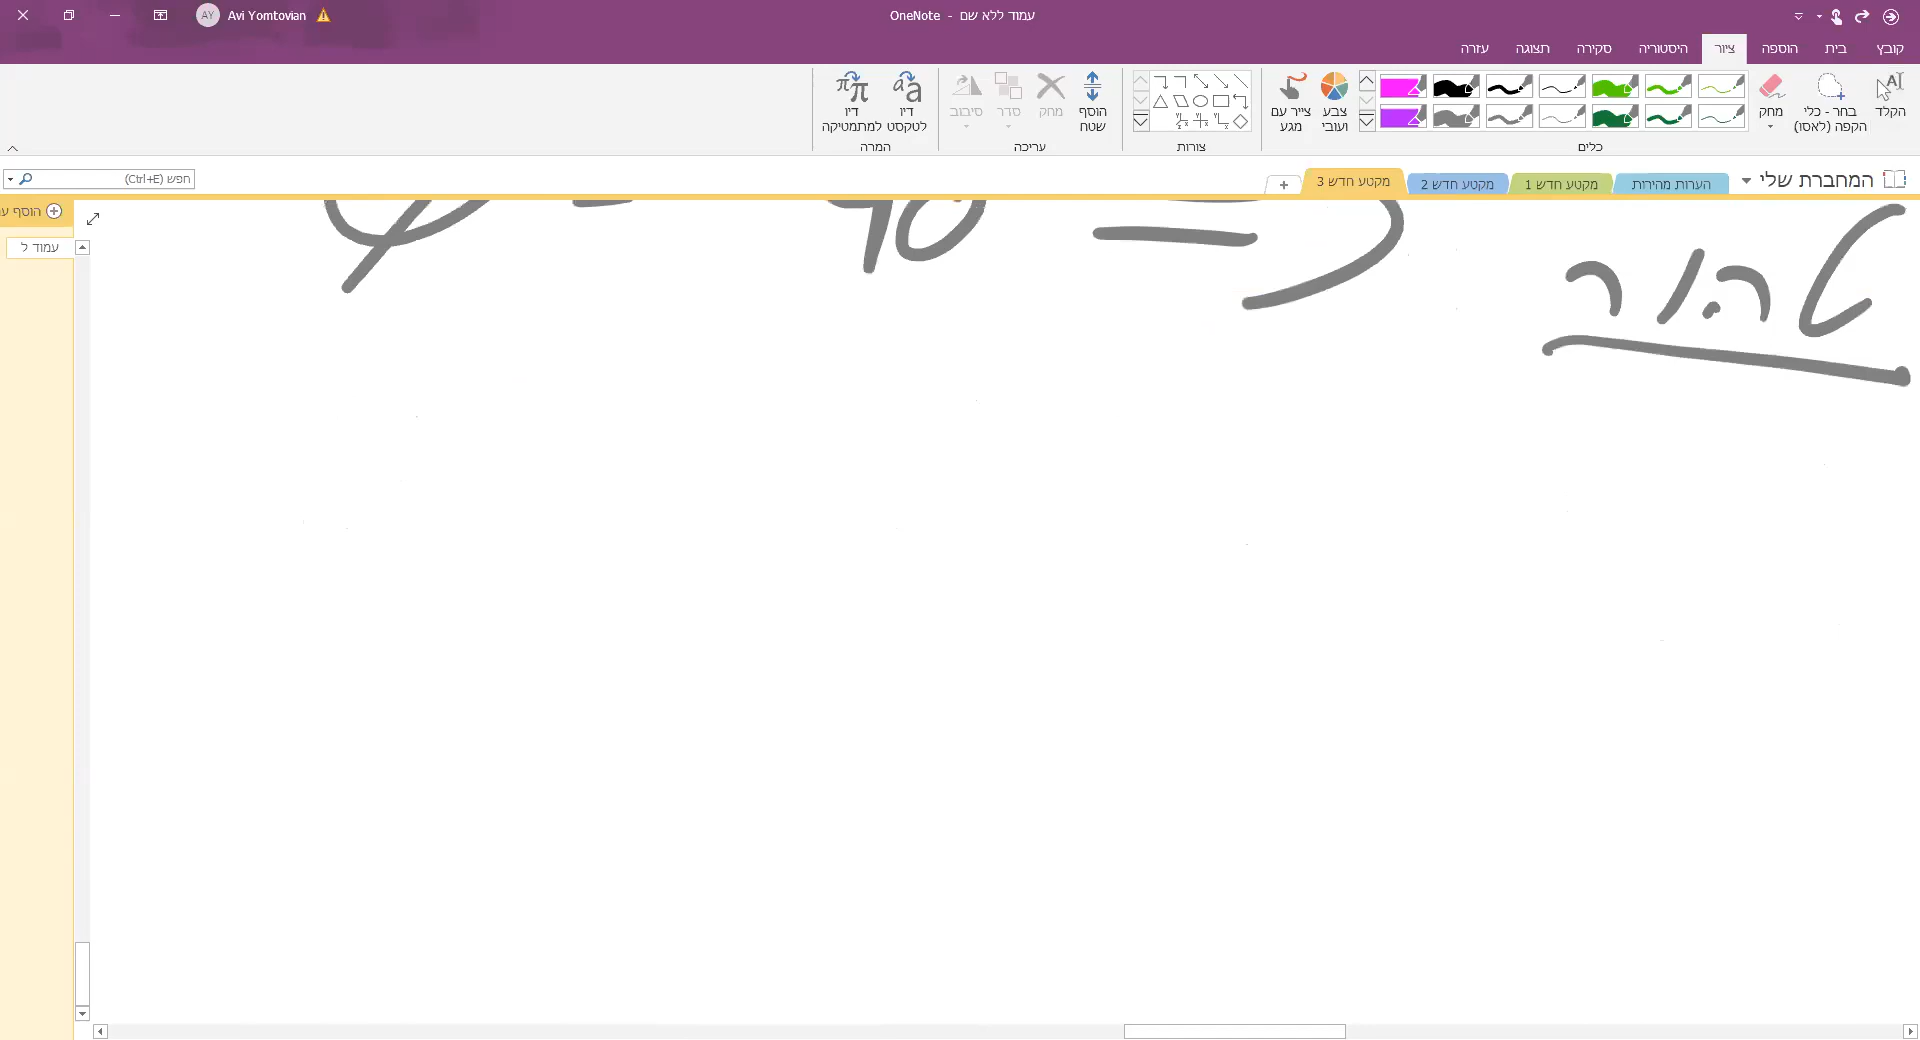 עמוד ללא שם - OneNote
Avi Yomtovian
AY
קובץ בית הוספה ציור היסטוריה סקירה תצוגה עזרה
הקלד
בחר - כלי הקפה (לאסו)
מחק
כלים
צבע ועובי
צייר עם מגע
צורות
הוסף שטח
מחק
סדר
סיבוב
עריכה
דיו לטקסט
דיו למתמטיקה
המרה
המחברת שלי
הערות מהירות
מקטע חדש 1
מקטע חדש 2
מקטע חדש 3
חפש (Ctrl+E)
הוסף
עמוד ל
טהור